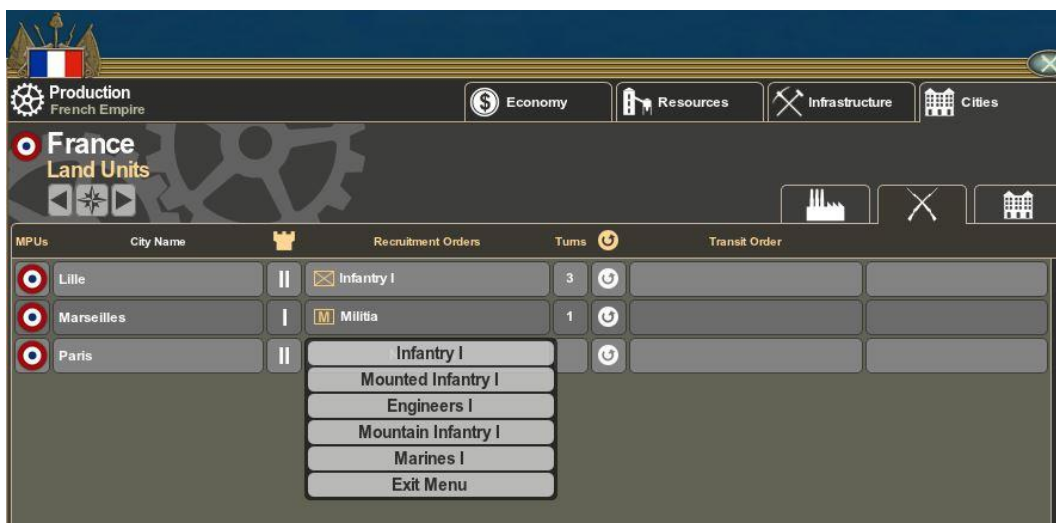 Production
French Empire
Economy
Resources
Infrastructure
Cities
France
Land Units
MPUs City Name Recruitment Orders Turns Transit Order
Lille II Infantry I 3
Marseilles I M Militia 1
Paris II
Infantry I
Mounted Infantry I
Engineers I
Mountain Infantry I
Marines I
Exit Menu